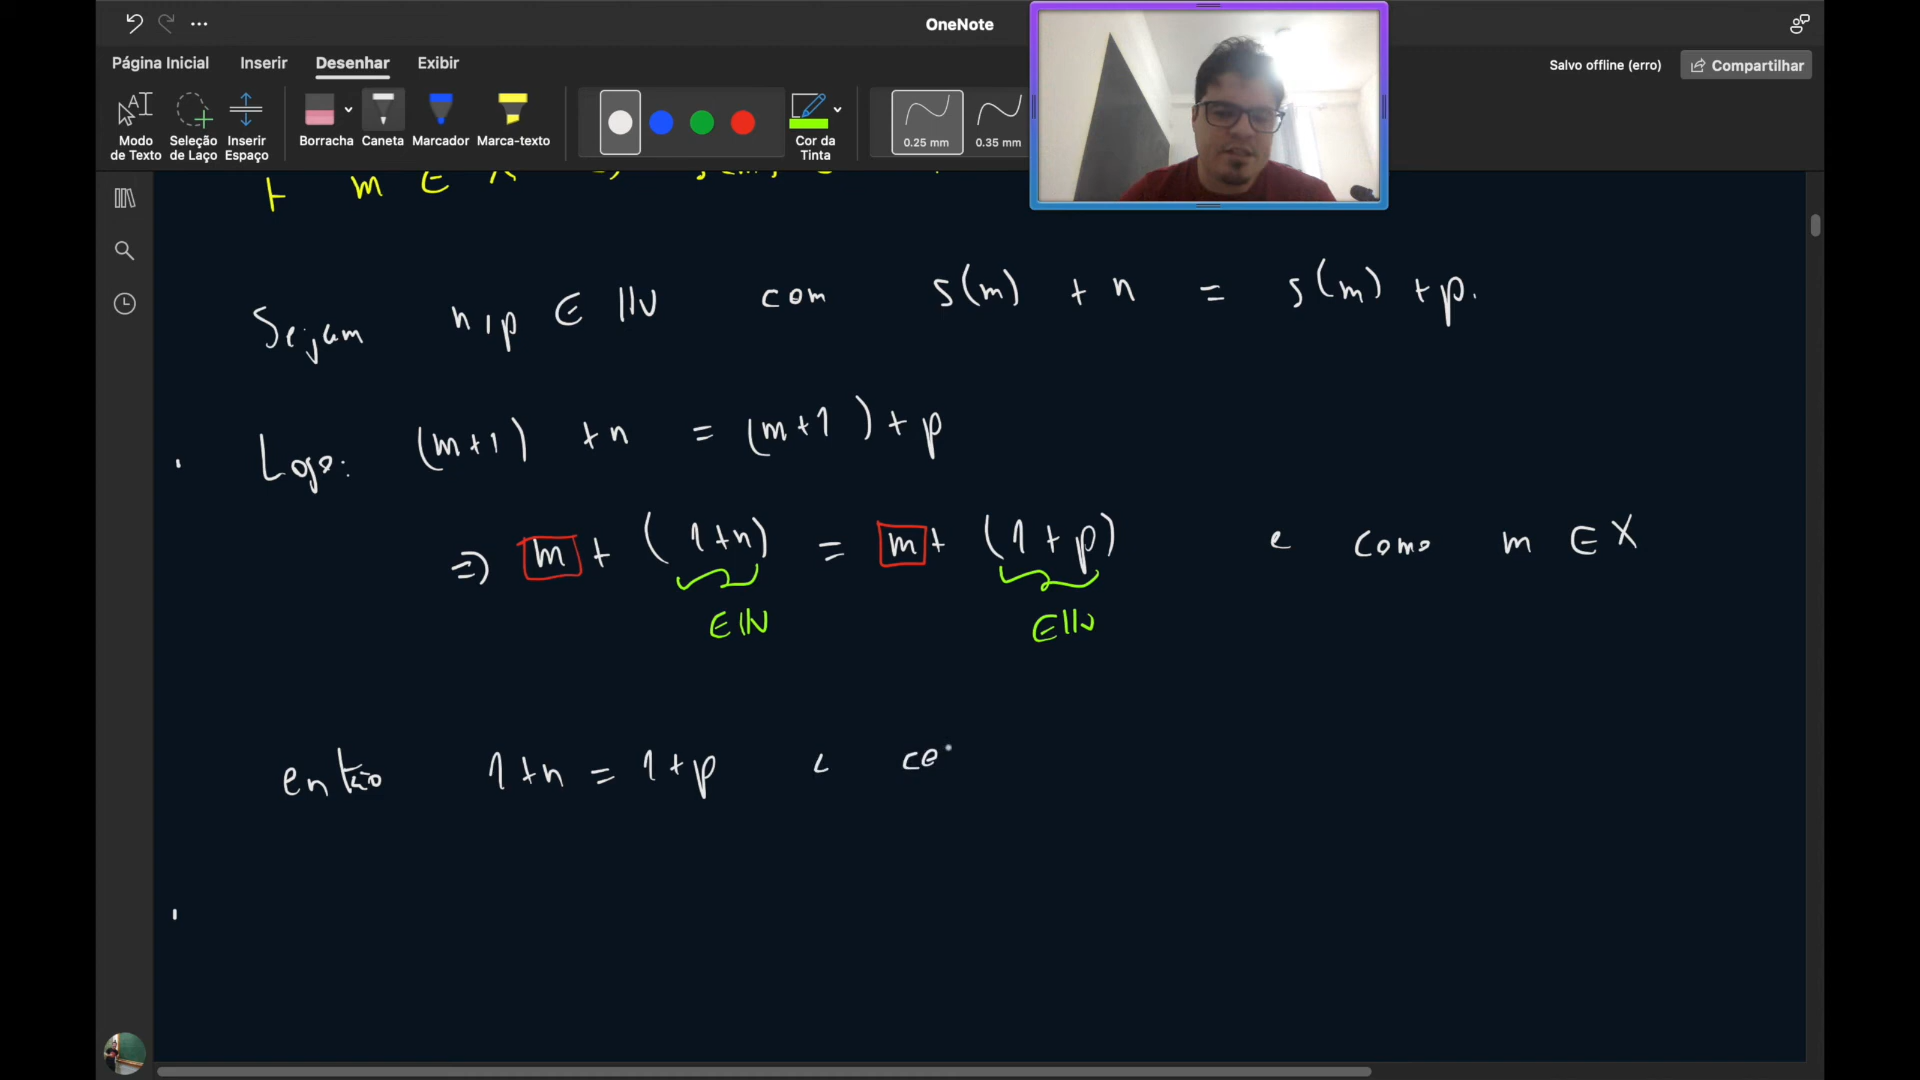 OneNote
Página Inicial Inserir Desenhar Exibir
Salvo offline (erro) Compartilhar
Modo de Texto
Seleção de Laço
Inserir Espaço
Borracha
Caneta
Marcador
Marca-texto
Cor da Tinta
0.25 mm
0.35 mm
m ∈
Sejam n,p ∈ ℕ com s(m) + n = s(m) + p.
Logo: (m+1) + n = (m+1) + p
=> m + (1+n) = m + (1+p) e como m ∈ X
∈ℕ ∈ℕ
então 1+n = 1+p e ce